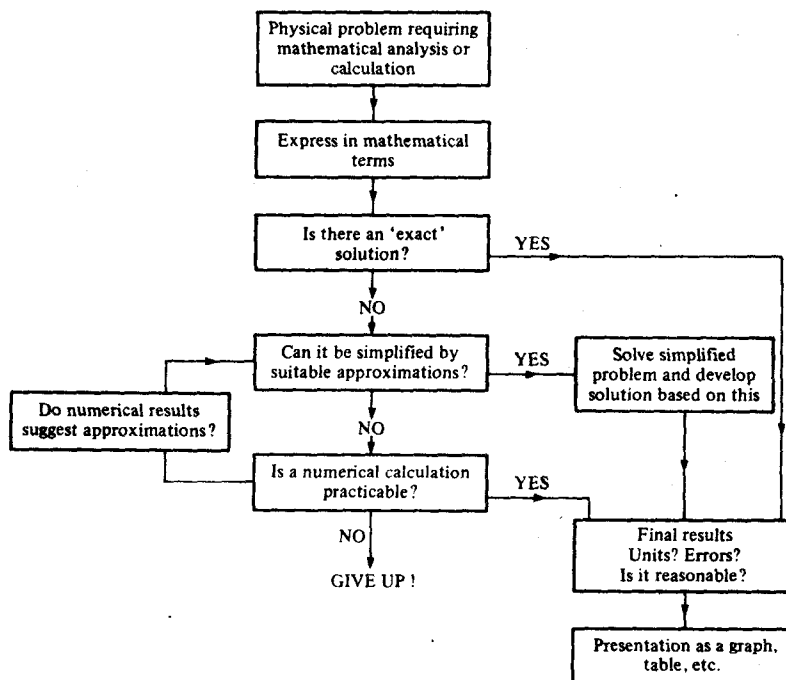 Physical problem requiring
mathematical analysis or
calculation
Express in mathematical
terms
Is there an ‘exact’
solution?
YES
NO
Can it be simplified by
suitable approximations?
YES
Solve simplified
problem and develop
solution based on this
Do numerical results
suggest approximations?
NO
Is a numerical calculation
practicable?
YES
NO
GIVE UP !
Final results
Units? Errors?
Is it reasonable?
Presentation as a graph,
table, etc.